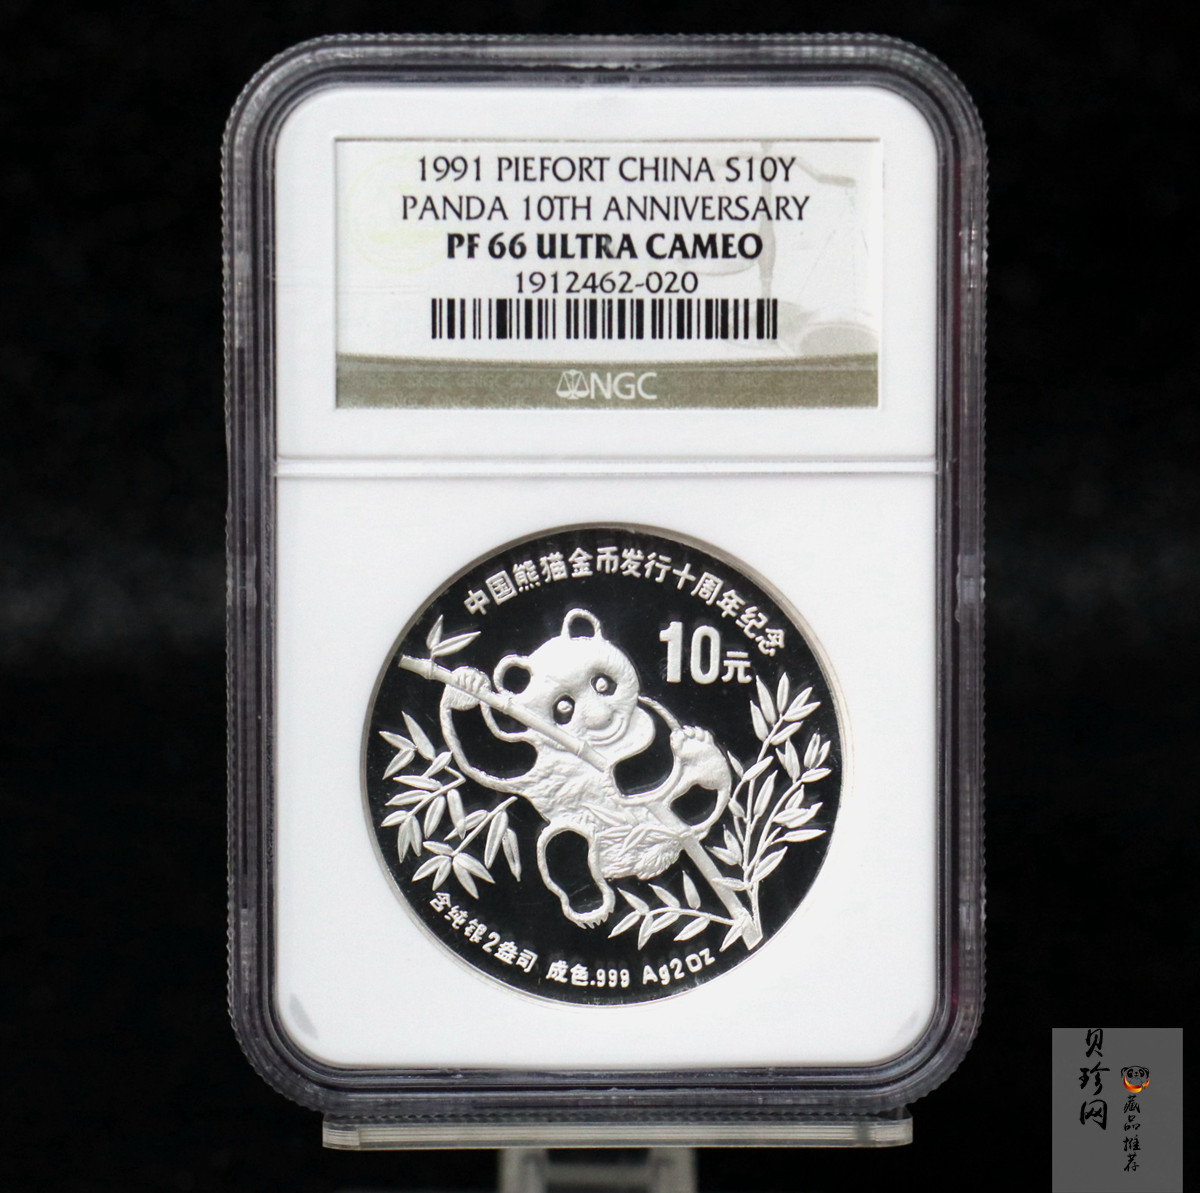 1991 PIEFORT CHINA S10Y
PANDA 10TH ANNIVERSARY
PF 66 ULTRA CAMEO
1912462-020
NGC
中国熊猫金币发行十周年纪念
10元
含纯银2盎司 成色.999 Ag2oz
贝珍网
藏品推荐